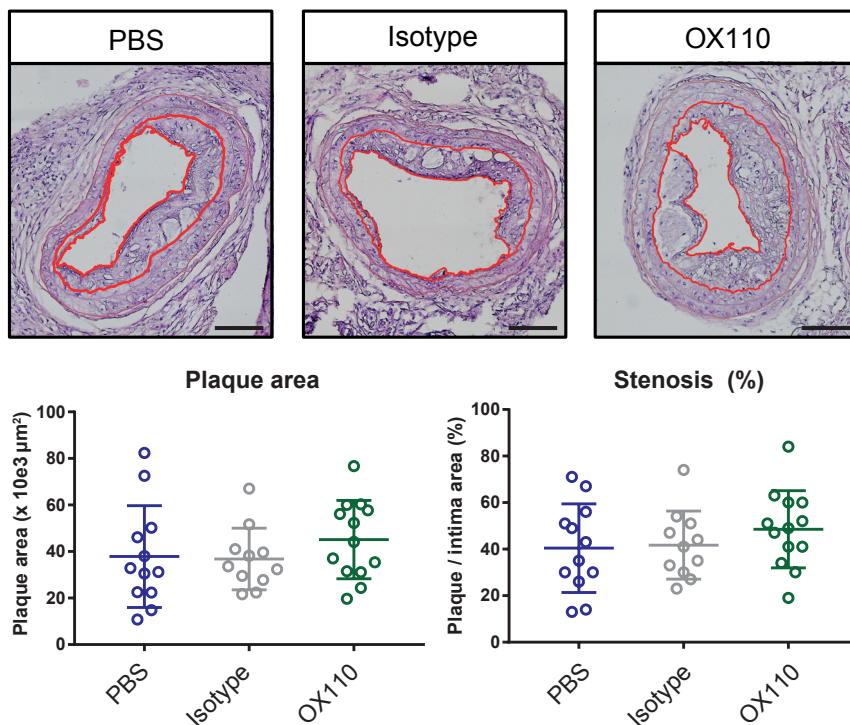 PBS
Isotype
OX110
Plaque area
Plaque area (x 10e3 µm²)
100
80
60
40
20
0
PBS
Isotype
OX110
Stenosis (%)
Plaque / intima area (%)
100
80
60
40
20
0
PBS
Isotype
OX110